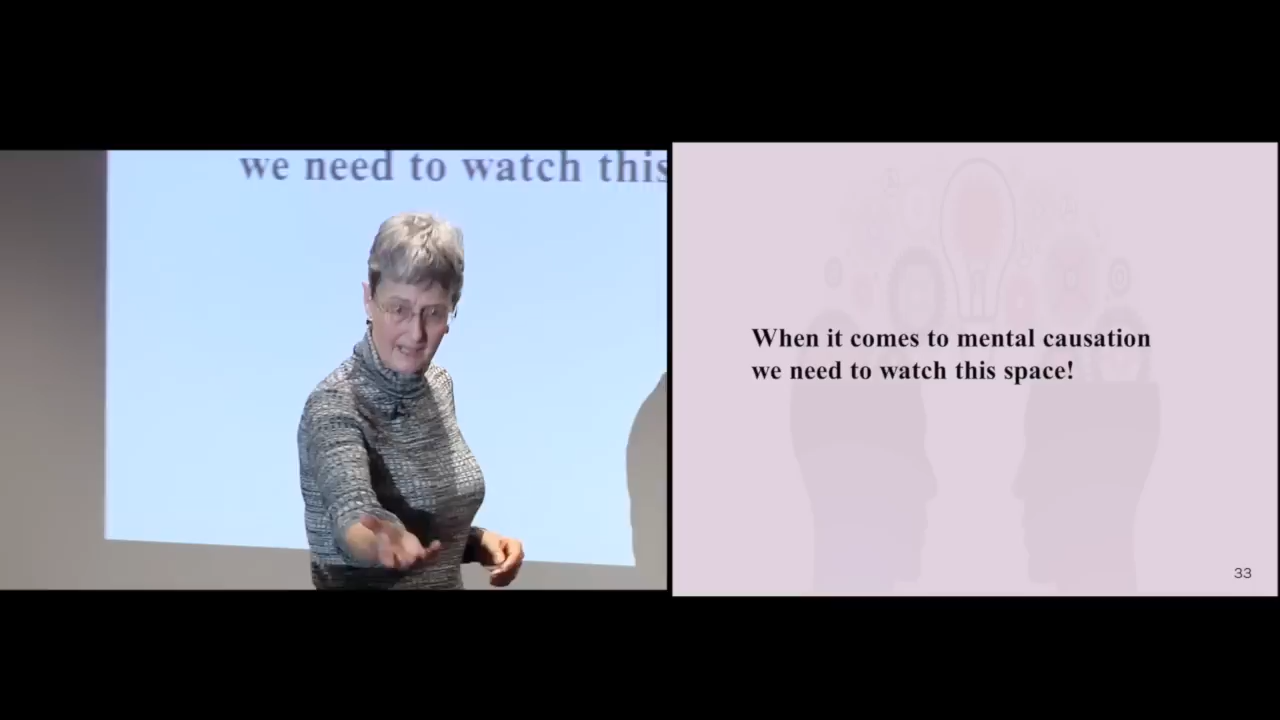 we need to watch this
When it comes to mental causation
we need to watch this space!
33